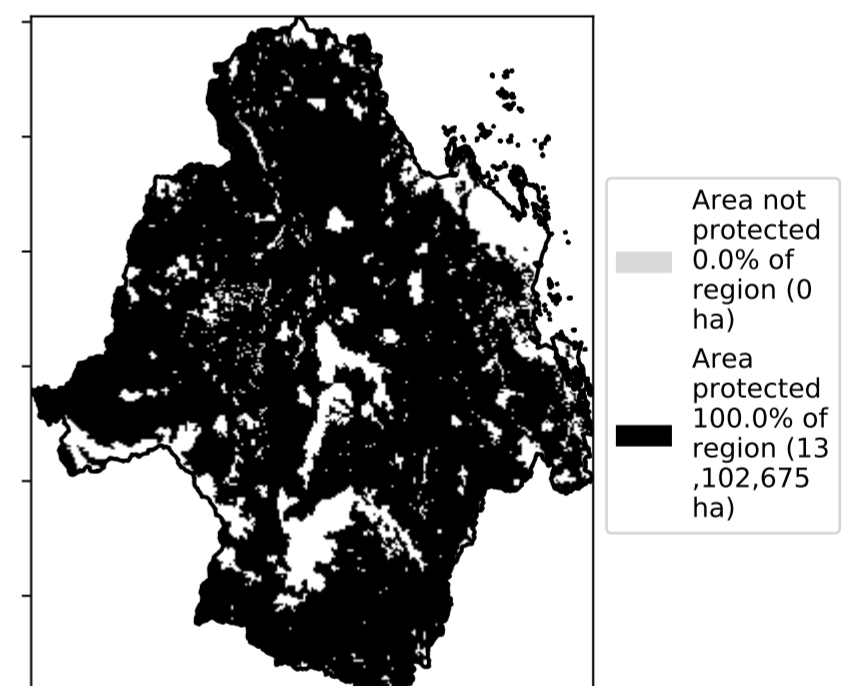 Area not
protected
0.0% of
region (0
ha)
Area
protected
100.0% of
region (13
,102,675
ha)